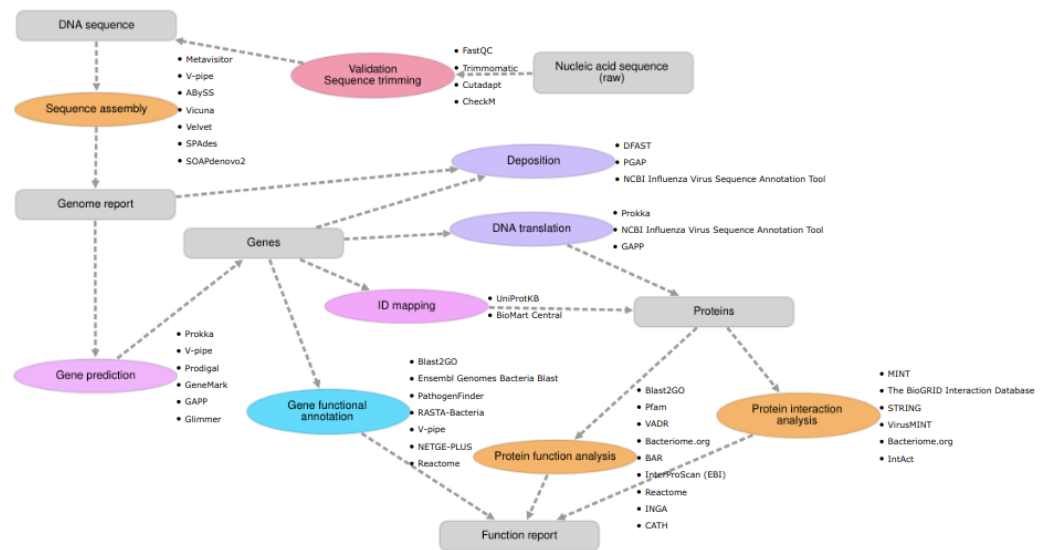 DNA sequence
Validation
Sequence trimming
• FastQC
• Trimmomatic
• Cutadapt
• CheckM
Nucleic acid sequence
(raw)
Sequence assembly
• Metavisitor
• V-pipe
• ABySS
• Vicuna
• Velvet
• SPAdes
• SOAPdenovo2
Deposition
• DFAST
• PGAP
• NCBI Influenza Virus Sequence Annotation Tool
Genome report
Genes
DNA translation
• Prokka
• NCBI Influenza Virus Sequence Annotation Tool
• GAPP
ID mapping
• UniProtKB
• BioMart Central
Proteins
Gene prediction
• Prokka
• V-pipe
• Prodigal
• GeneMark
• GAPP
• Glimmer
Gene functional
annotation
• Blast2GO
• Ensembl Genomes Bacteria Blast
• PathogenFinder
• RASTA-Bacteria
• V-pipe
• NETGE-PLUS
• Reactome
Protein function analysis
• Blast2GO
• Pfam
• VADR
• Bacteriome.org
• BAR
• InterProScan (EBI)
• Reactome
• INGA
• CATH
Protein interaction
analysis
• MINT
• The BioGRID Interaction Database
• STRING
• VirusMINT
• Bacteriome.org
• IntAct
Function report